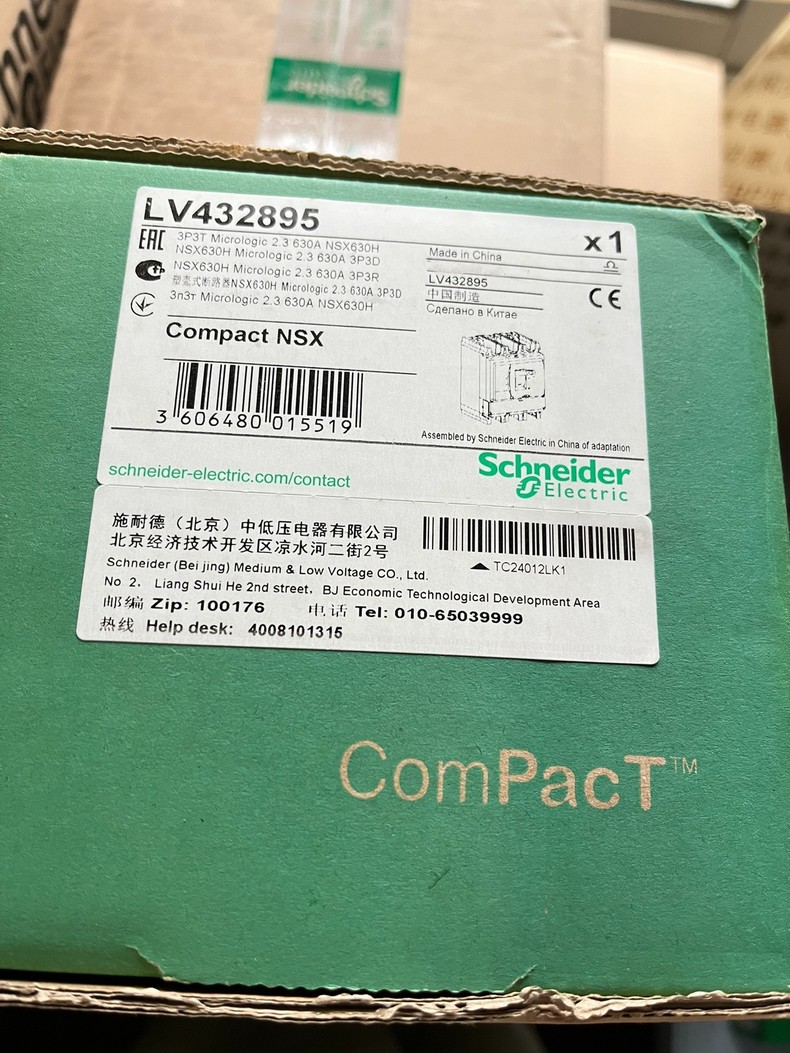 Schneider
LV432895
x1
EAC
3P3T Micrologic 2.3 630A NSX630H
NSX630H Micrologic 2.3 630A 3P3D
NSX630H Micrologic 2.3 630A 3P3R
塑壳式断路器NSX630H Micrologic 2.3 630A 3P3D
3п3т Micrologic 2.3 630A NSX630H
Made in China
LV432895
中国制造
Сделано в Китае
CE
Compact NSX
3 606480 015519
Assembled by Schneider Electric in China of adaptation
schneider-electric.com/contact
Schneider
Electric
施耐德（北京）中低压电器有限公司
北京经济技术开发区凉水河二街2号
TC24012LK1
Schneider (Bei jing) Medium & Low Voltage CO., Ltd.
No 2， Liang Shui He 2nd street，BJ Economic Technological Development Area
邮编 Zip: 100176 电话 Tel: 010-65039999
热线 Help desk: 4008101315
ComPacT™